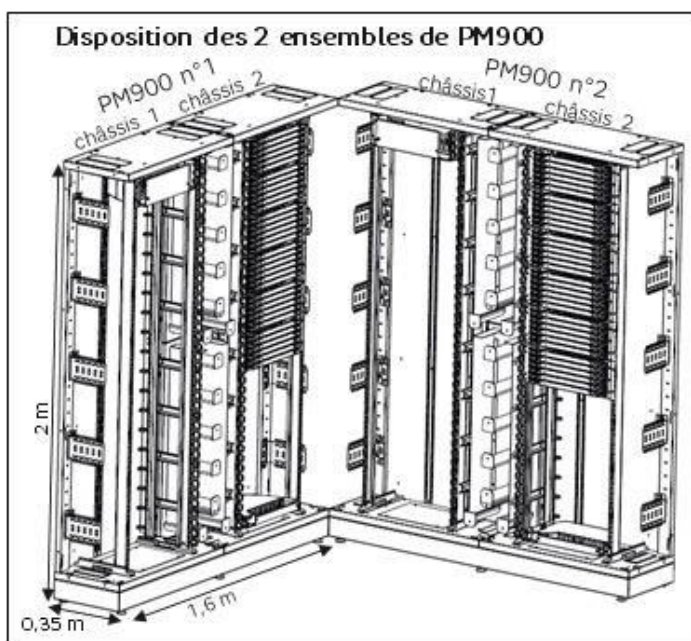 Disposition des 2 ensembles de PM900
PM900 n°1
châssis 1
châssis 2
PM900 n°2
châssis1
châssis 2
2 m
0,35 m
1,6 m